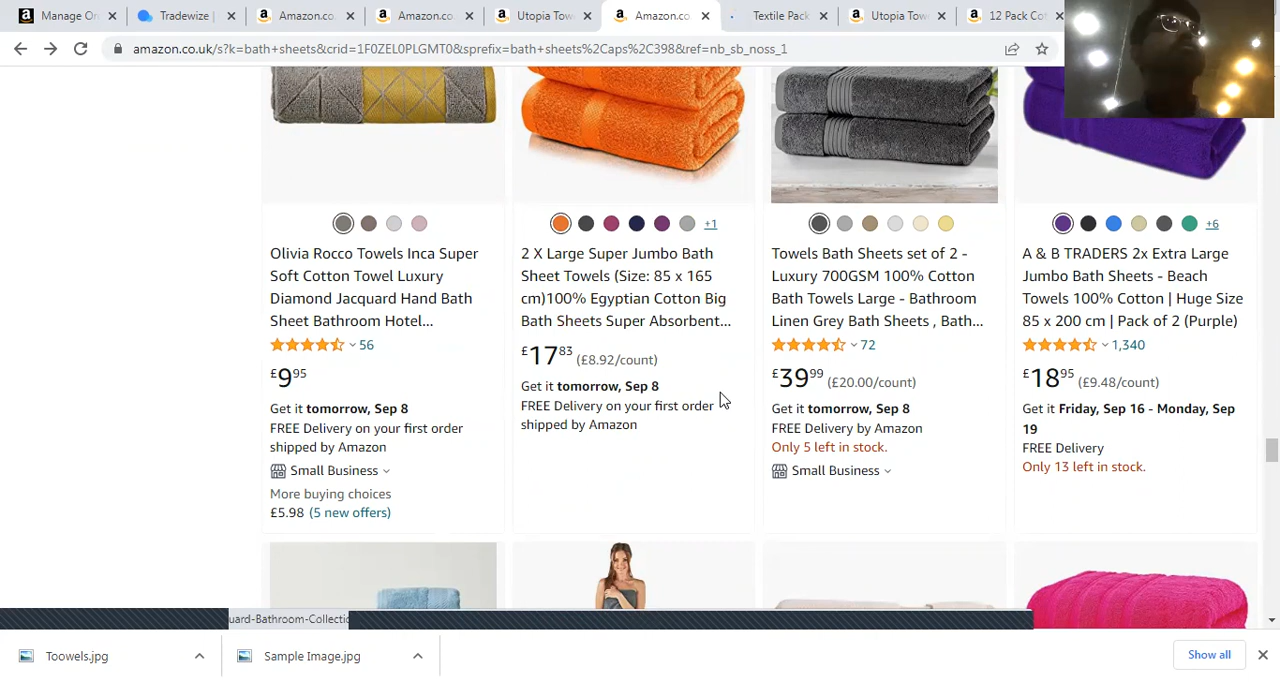 Manage Or
Tradewize |
Amazon.co
Amazon.co
Utopia Tow
Amazon.co
Textile Pack
Utopia Tow
12 Pack Co
amazon.co.uk/s?k=bath+sheets&crid=1F0ZEL0PLGMT0&sprefix=bath+sheets%2Caps%2C398&ref=nb_sb_noss_1
+1
+6
Olivia Rocco Towels Inca Super
Soft Cotton Towel Luxury
Diamond Jacquard Hand Bath
Sheet Bathroom Hotel...
56
£9.95
Get it tomorrow, Sep 8
FREE Delivery on your first order
shipped by Amazon
Small Business
More buying choices
£5.98 (5 new offers)
2 X Large Super Jumbo Bath
Sheet Towels (Size: 85 x 165
cm)100% Egyptian Cotton Big
Bath Sheets Super Absorbent...
£17 83 (£8.92/count)
Get it tomorrow, Sep 8
FREE Delivery on your first order
shipped by Amazon
Towels Bath Sheets set of 2 -
Luxury 700GSM 100% Cotton
Bath Towels Large - Bathroom
Linen Grey Bath Sheets , Bath...
72
£39 99 (£20.00/count)
Get it tomorrow, Sep 8
FREE Delivery by Amazon
Only 5 left in stock.
Small Business
A & B TRADERS 2x Extra Large
Jumbo Bath Sheets - Beach
Towels 100% Cotton | Huge Size
85 x 200 cm | Pack of 2 (Purple)
1,340
£18 95 (£9.48/count)
Get it Friday, Sep 16 - Monday, Sep
19
FREE Delivery
Only 13 left in stock.
uard-Bathroom-Collectio
Toowels.jpg
Sample Image.jpg
Show all